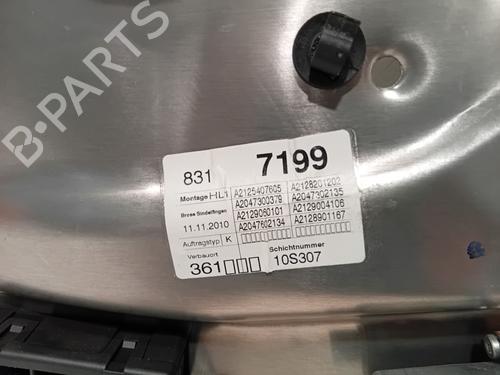 B-PARTS
831 7199
Montage HL1 A2125407605 A2128201202
A2047300379 A2047302135
Brose Sindelfingen A2129060101 A2129004106
11.11.2010 A2047602134 A2128901167
Auftragstyp K
Verbauort Schichtnummer
361 10S307